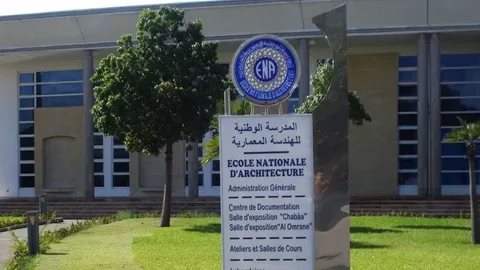 ENA
المدرسة الوطنية
للهندسة المعمارية
ECOLE NATIONALE
D'ARCHITECTURE
Administration Générale
Centre de Documentation
Salle d'exposition "Chabâa"
Salle d'exposition"Al Omrane"
Ateliers et Salles de Cours